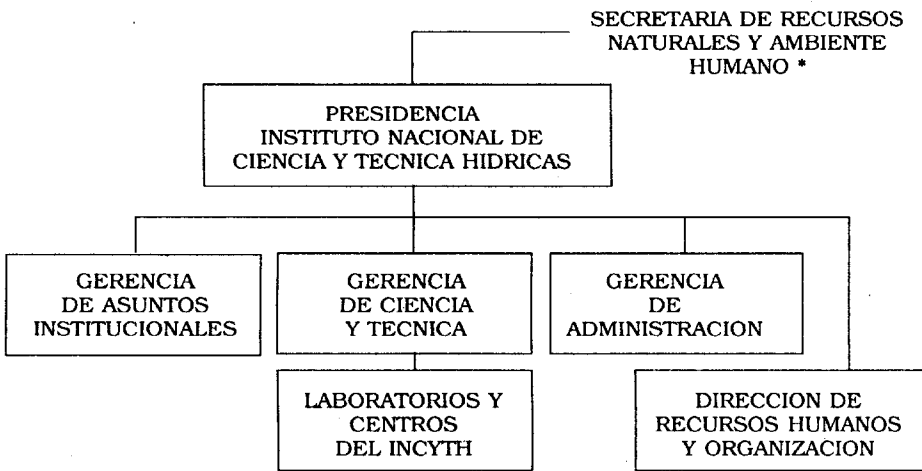 SECRETARIA DE RECURSOS
NATURALES Y AMBIENTE
HUMANO *
PRESIDENCIA
INSTITUTO NACIONAL DE
CIENCIA Y TECNICA HIDRICAS
GERENCIA
DE ASUNTOS
INSTITUCIONALES
GERENCIA
DE CIENCIA
Y TECNICA
GERENCIA
DE
ADMINISTRACION
LABORATORIOS Y
CENTROS
DEL INCYTH
DIRECCION DE
RECURSOS HUMANOS
Y ORGANIZACION